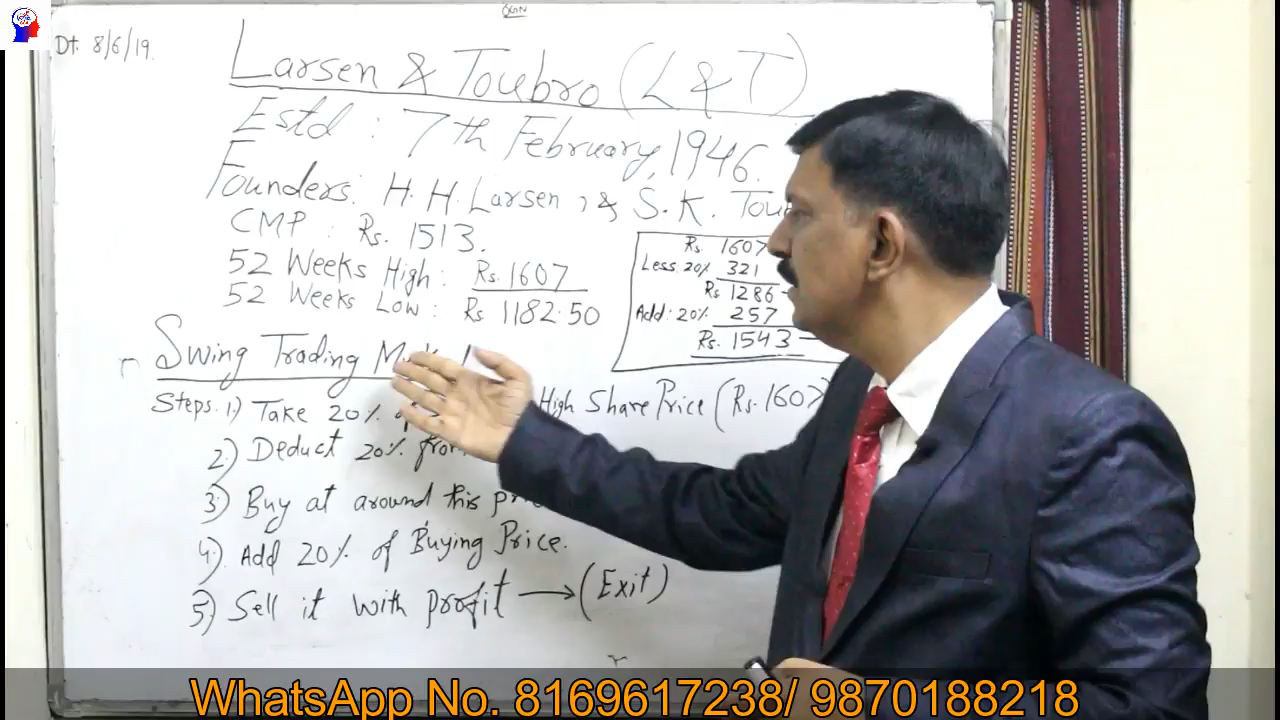 Dt. 8/6/19.
Larsen & Toubro (L & T)
Estd : 7th February, 1946.
Founders: H. H. Larsen, & S. K.
CMP : Rs. 1513.
52 Weeks High : Rs. 1607
52 Weeks Low : Rs 1182.50
Rs. 1607
Less: 20% 321
Rs 1286
Add: 20% 257
Rs. 1543
Swing Trading
Steps. 1.) Take 20% High Share Price (Rs. 1607)
2.) Deduct 20% from
3.) Buy at around this
4.) Add 20% of Buying Price.
5.) Sell it with profit → (Exit)
WhatsApp No. 8169617238/ 9870188218